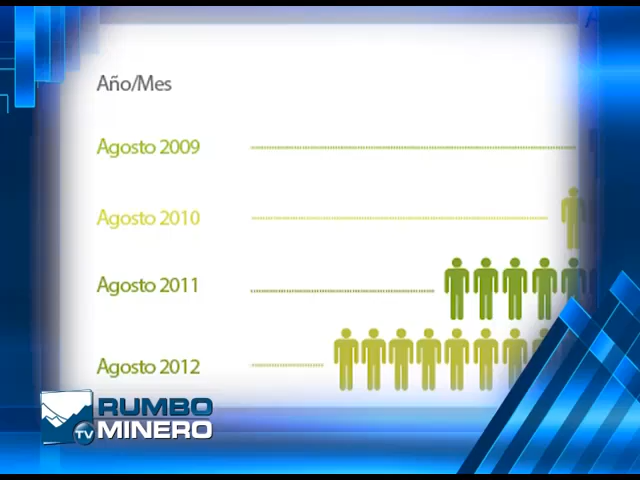 Año/Mes
Agosto 2009
Agosto 2010
Agosto 2011
Agosto 2012
RUMBO
TV MINERO